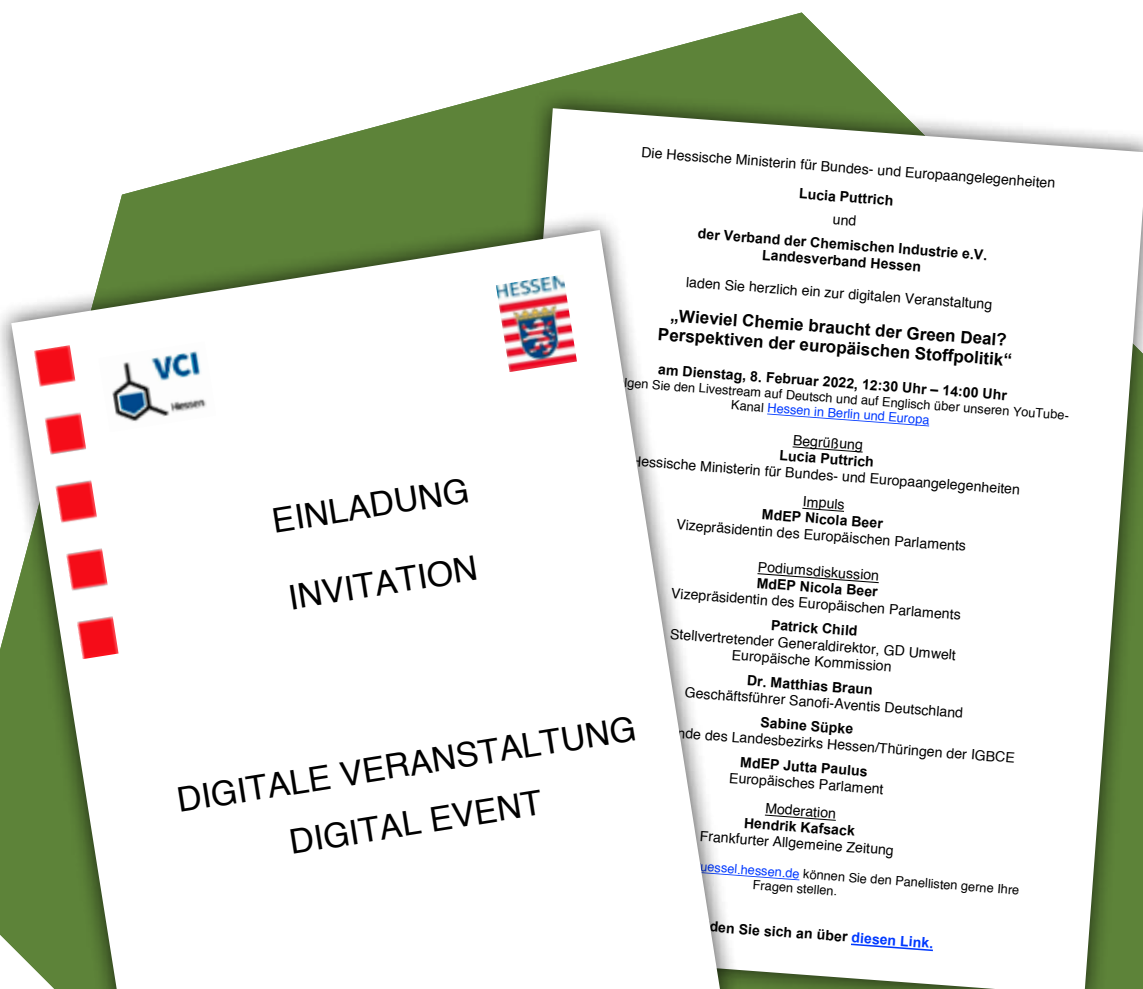 VCI
Hessen
HESSEN
EINLADUNG
INVITATION
DIGITALE VERANSTALTUNG
DIGITAL EVENT
Die Hessische Ministerin für Bundes- und Europaangelegenheiten
Lucia Puttrich
und
der Verband der Chemischen Industrie e.V.
Landesverband Hessen
laden Sie herzlich ein zur digitalen Veranstaltung
„Wieviel Chemie braucht der Green Deal?
Perspektiven der europäischen Stoffpolitik“
am Dienstag, 8. Februar 2022, 12:30 Uhr – 14:00 Uhr
Sie den Livestream auf Deutsch und auf Englisch über unseren YouTube-
Kanal Hessen in Berlin und Europa
Begrüßung
Lucia Puttrich
Hessische Ministerin für Bundes- und Europaangelegenheiten
Impuls
MdEP Nicola Beer
Vizepräsidentin des Europäischen Parlaments
Podiumsdiskussion
MdEP Nicola Beer
Vizepräsidentin des Europäischen Parlaments
Patrick Child
Stellvertretender Generaldirektor, GD Umwelt
Europäische Kommission
Dr. Matthias Braun
Geschäftsführer Sanofi-Aventis Deutschland
Sabine Süpke
des Landesbezirks Hessen/Thüringen der IGBCE
MdEP Jutta Paulus
Europäisches Parlament
Moderation
Hendrik Kafsack
Frankfurter Allgemeine Zeitung
uessel.hessen.de können Sie den Panellisten gerne Ihre
Fragen stellen.
den Sie sich an über diesen Link.